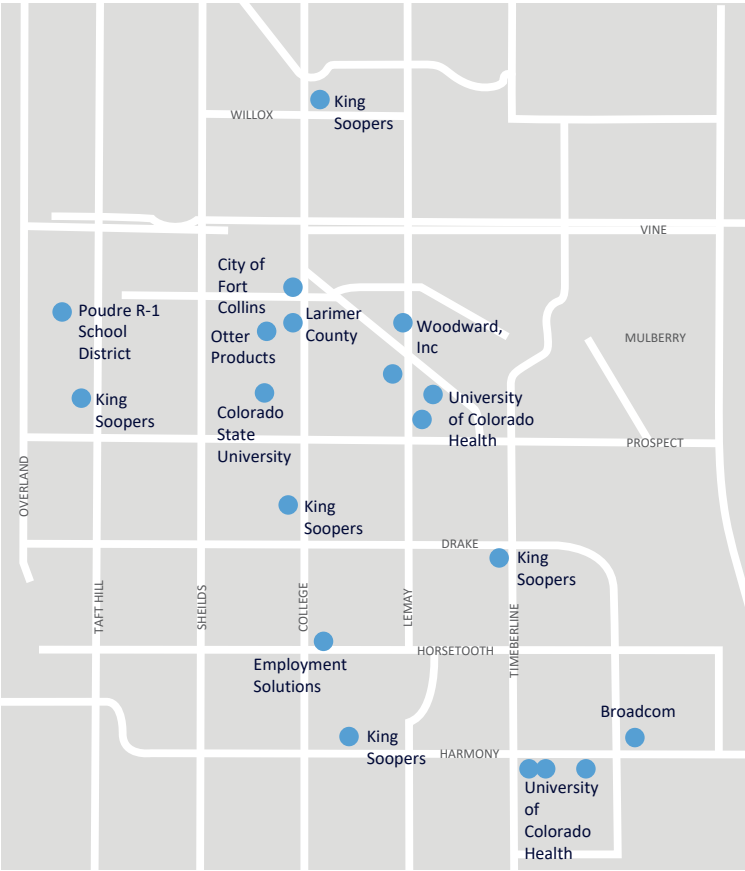 King
Soopers
WILLOX
VINE
City of
Fort
Collins
Poudre R-1
School
District
Larimer
County
Otter
Products
Woodward,
Inc
MULBERRY
King
Soopers
Colorado
State
University
University
of Colorado
Health
PROSPECT
OVERLAND
King
Soopers
DRAKE
King
Soopers
TAFT HILL
SHEILDS
COLLEGE
LEMAY
TIMEBERLINE
HORSETOOTH
Employment
Solutions
Broadcom
King
Soopers
HARMONY
University
of
Colorado
Health